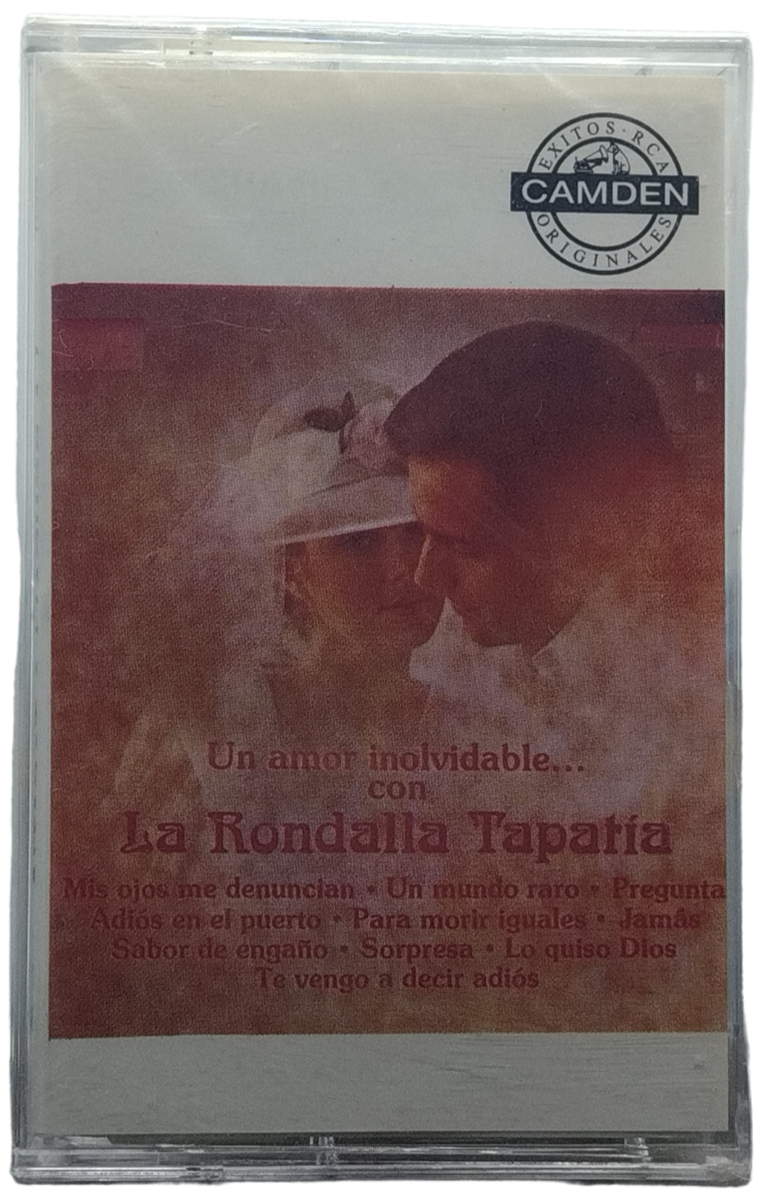 EXITOS · RCA
CAMDEN
ORIGINALES
Un amor inolvidable...
con
La Rondalla Tapatía
Mis ojos me denuncian • Un mundo raro • Pregunta
Adiós en el puerto • Para morir iguales • Jamás
Sabor de engaño • Sorpresa • Lo quiso Dios
Te vengo a decir adiós